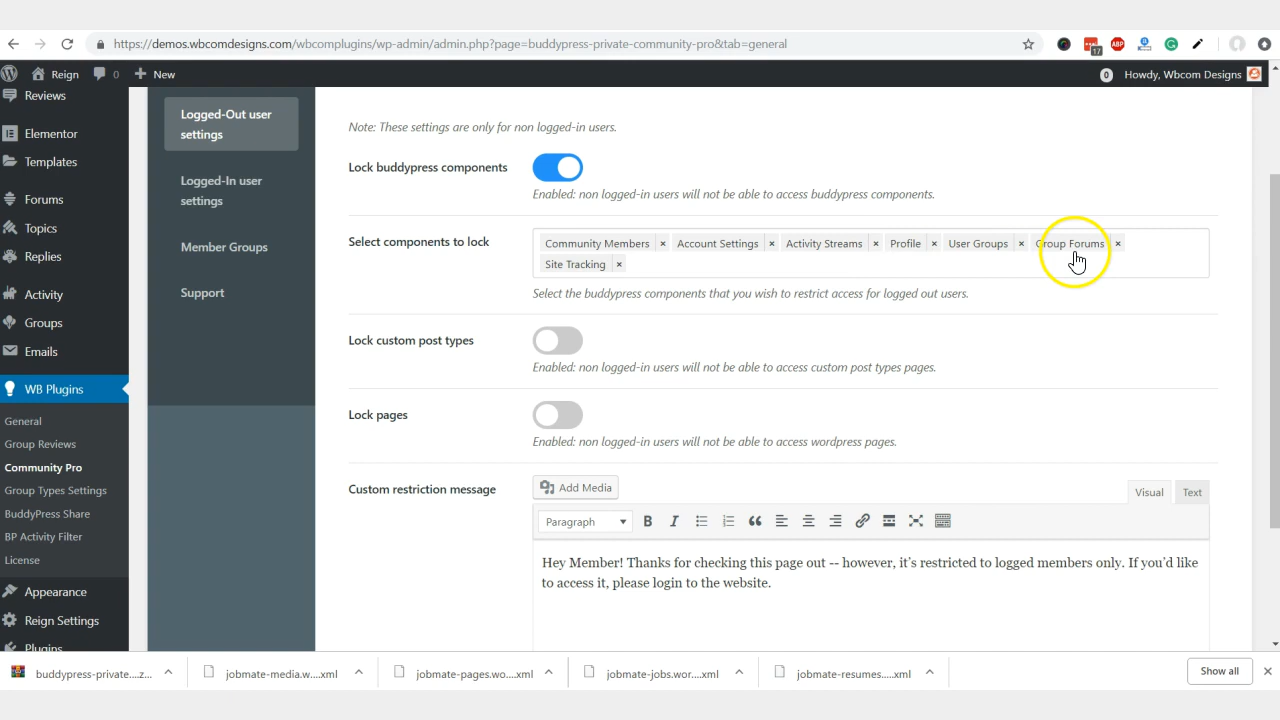 https://demos.wbcomdesigns.com/wbcomplugins/wp-admin/admin.php?page=buddypress-private-community-pro&tab=general
17
ABP
Reign
0
New
0
Howdy, Wbcom Designs
Reviews
Elementor
Templates
Forums
Topics
Replies
Activity
Groups
Emails
WB Plugins
General
Group Reviews
Community Pro
Group Types Settings
BuddyPress Share
BP Activity Filter
License
Appearance
Reign Settings
Plugins
Logged-Out user
settings
Logged-In user
settings
Member Groups
Support
Note: These settings are only for non logged-in users.
Lock buddypress components
Enabled: non logged-in users will not be able to access buddypress components.
Select components to lock
Community Members × Account Settings × Activity Streams × Profile × User Groups × Group Forums ×
Site Tracking ×
Select the buddypress components that you wish to restrict access for logged out users.
Lock custom post types
Enabled: non logged-in users will not be able to access custom post types pages.
Lock pages
Enabled: non logged-in users will not be able to access wordpress pages.
Custom restriction message
Add Media
Visual Text
Paragraph
B I
Hey Member! Thanks for checking this page out -- however, it's restricted to logged members only. If you'd like
to access it, please login to the website.
buddypress-private....z...
jobmate-media.w....xml
jobmate-pages.wo....xml
jobmate-jobs.wor....xml
jobmate-resumes.....xml
Show all